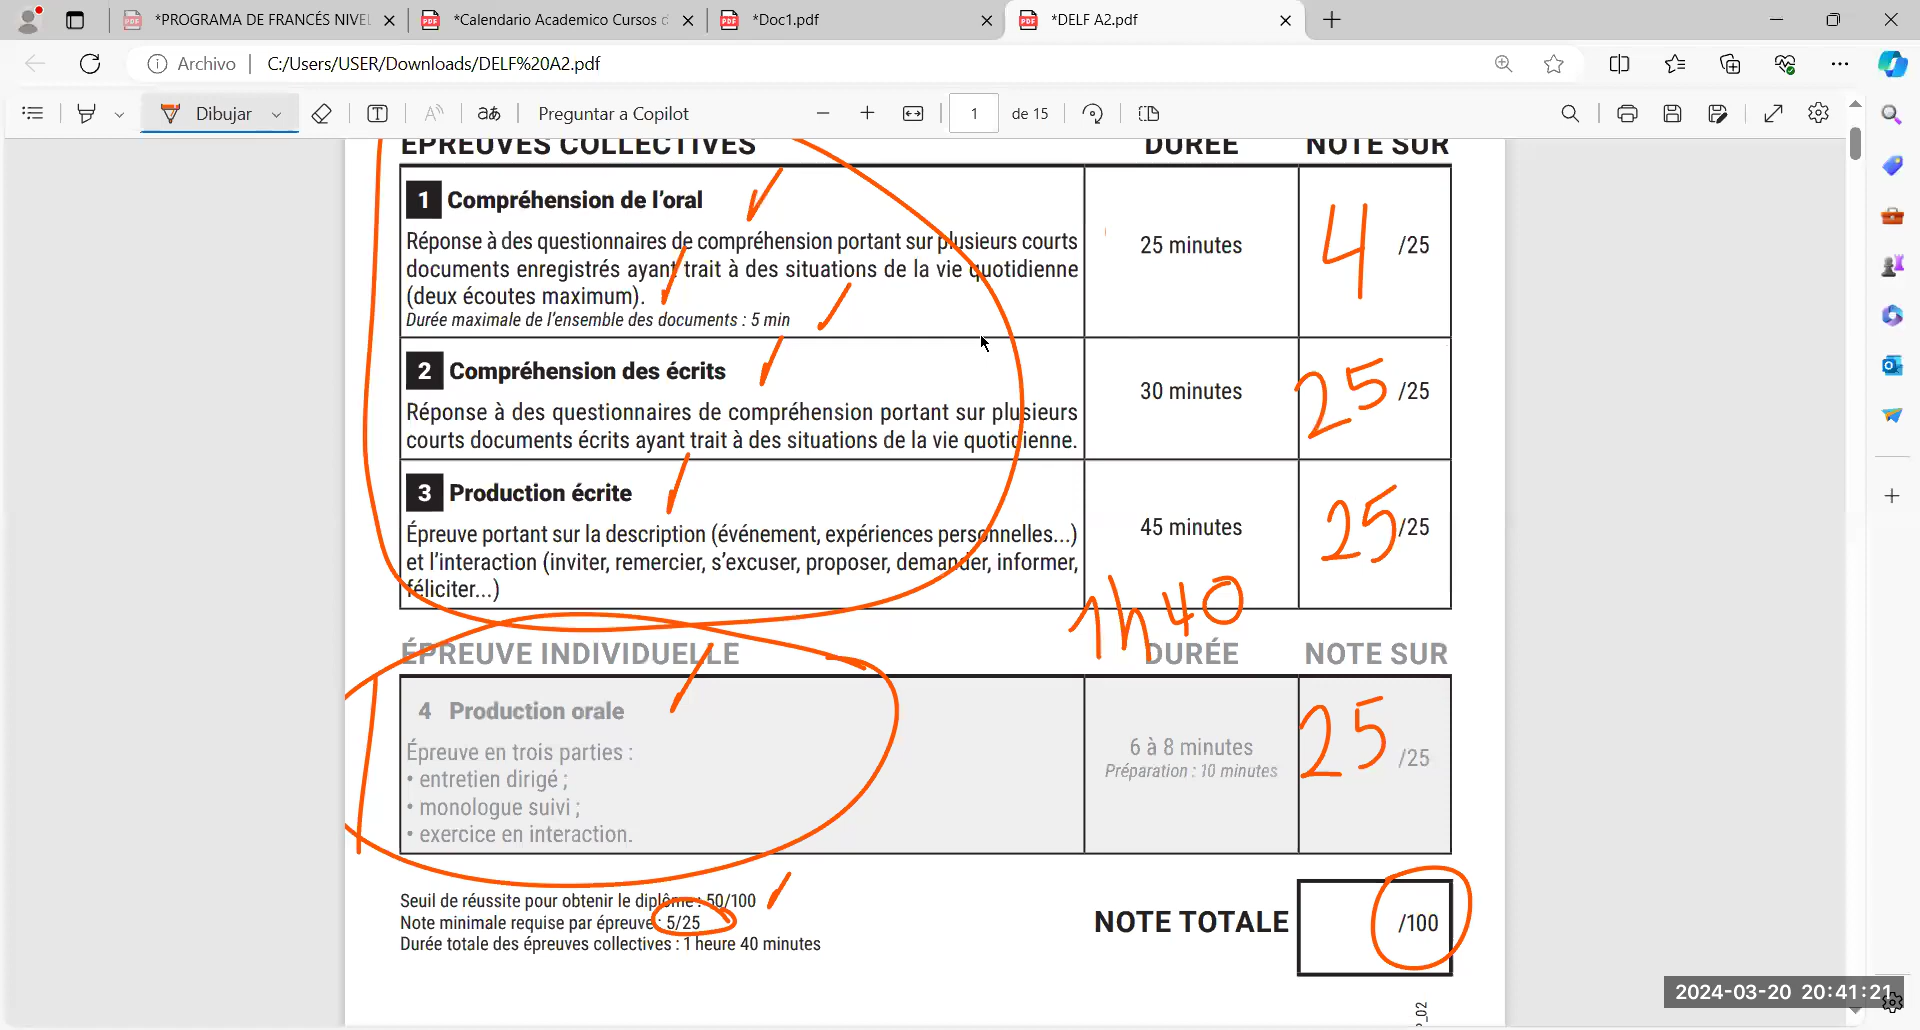 *PROGRAMA DE FRANCÉS NIVEL
*Calendario Academico Cursos d
*Doc1.pdf
*DELF A2.pdf
Archivo
C:/Users/USER/Downloads/DELF%20A2.pdf
Dibujar
Preguntar a Copilot
1
de 15
ÉPREUVES COLLECTIVES
DURÉE
NOTE SUR
1 Compréhension de l'oral
Réponse à des questionnaires de compréhension portant sur plusieurs courts
documents enregistrés ayant trait à des situations de la vie quotidienne
(deux écoutes maximum).
Durée maximale de l'ensemble des documents : 5 min
25 minutes
4 /25
2 Compréhension des écrits
Réponse à des questionnaires de compréhension portant sur plusieurs
courts documents écrits ayant trait à des situations de la vie quotidienne.
30 minutes
25 /25
3 Production écrite
Épreuve portant sur la description (événement, expériences personnelles...)
et l'interaction (inviter, remercier, s'excuser, proposer, demander, informer,
féliciter...)
45 minutes
25 /25
1h40
ÉPREUVE INDIVIDUELLE
DURÉE
NOTE SUR
4 Production orale
Épreuve en trois parties :
• entretien dirigé ;
• monologue suivi ;
• exercice en interaction.
6 à 8 minutes
Préparation : 10 minutes
25 /25
Seuil de réussite pour obtenir le diplôme : 50/100
Note minimale requise par épreuve : 5/25
Durée totale des épreuves collectives : 1 heure 40 minutes
NOTE TOTALE
/100
2024-03-20 20:41:21